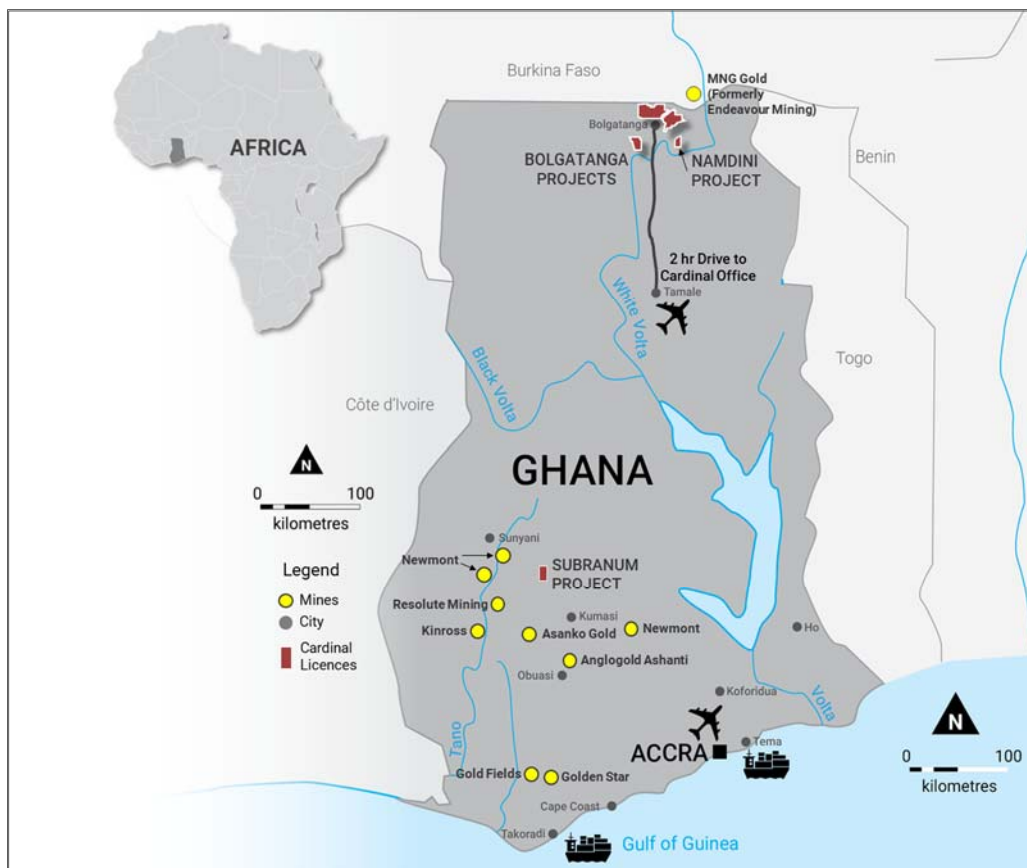 AFRICA
Burkina Faso
MNG Gold
(Formerly
Endeavour Mining)
Bolgatanga
BOLGATANGA
PROJECTS
NAMDINI
PROJECT
Benin
2 hr Drive to
Cardinal Office
Tamale
White Volta
Black Volta
Togo
Côte d'Ivoire
N
0 100
kilometres
GHANA
Legend
Mines
City
Cardinal
Licences
Sunyani
Newmont
SUBRANUM
PROJECT
Resolute Mining
Kumasi
Kinross
Asanko Gold
Newmont
Ho
Anglogold Ashanti
Obuasi
Koforidua
Volta
Tano
ACCRA
Tema
N
0 100
kilometres
Gold Fields
Golden Star
Cape Coast
Takoradi
Gulf of Guinea